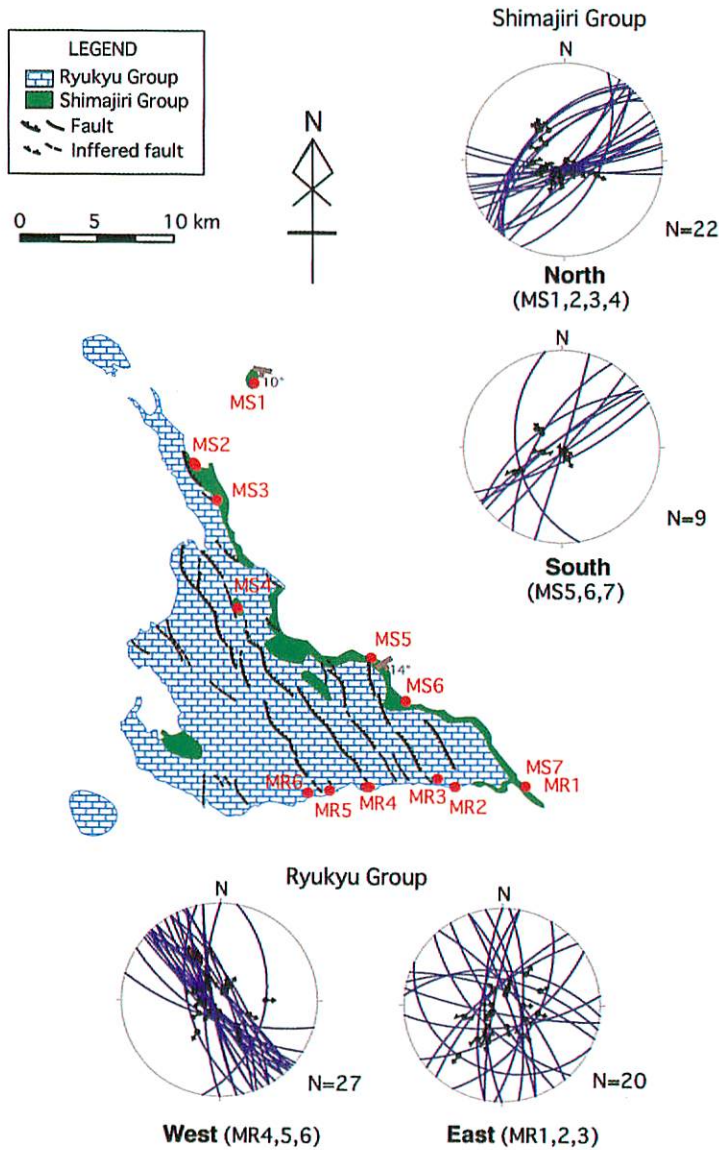 Shimajiri Group
LEGEND
Ryukyu Group
Shimajiri Group
Fault
Inffered fault
N
N
0 5 10 km
N=22
North
(MS1,2,3,4)
N
MS1
10°
MS2
MS3
N=9
South
(MS5,6,7)
MS4
MS5
14°
MS6
MS7
MR1
MR6
MR5
MR4
MR3
MR2
Ryukyu Group
N
N
N=27
N=20
West (MR4,5,6)
East (MR1,2,3)